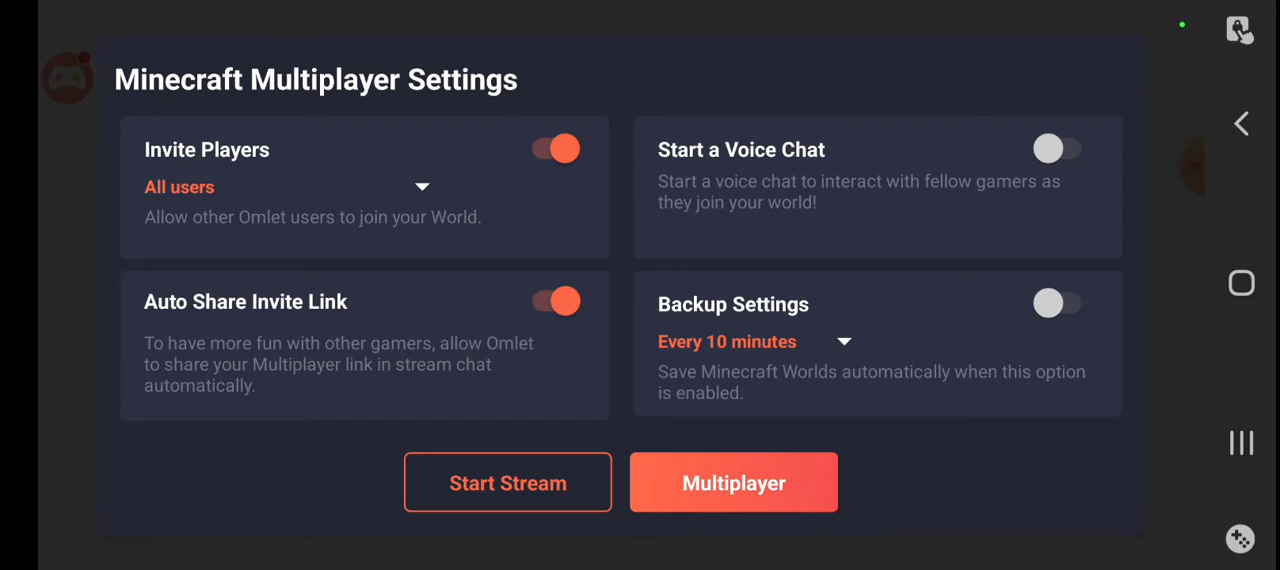 Minecraft Multiplayer Settings
Invite Players
All users
Allow other Omlet users to join your World.
Start a Voice Chat
Start a voice chat to interact with fellow gamers as
they join your world!
Auto Share Invite Link
To have more fun with other gamers, allow Omlet
to share your Multiplayer link in stream chat
automatically.
Backup Settings
Every 10 minutes
Save Minecraft Worlds automatically when this option
is enabled.
Start Stream
Multiplayer